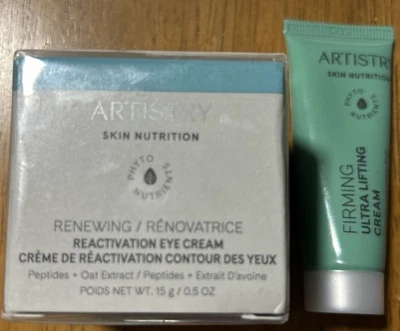 ARTISTRY
SKIN NUTRITION
PHYTO NUTRIENTS
RENEWING / RÉNOVATRICE
REACTIVATION EYE CREAM
CRÈME DE RÉACTIVATION CONTOUR DES YEUX
Peptides + Oat Extract / Peptides + Extrait D'avoine
POIDS NET WT. 15 g / 0.5 OZ
ARTISTRY
SKIN NUTRITION
PHYTO NUTRIENTS
FIRMING
ULTRA LIFTING
CREAM